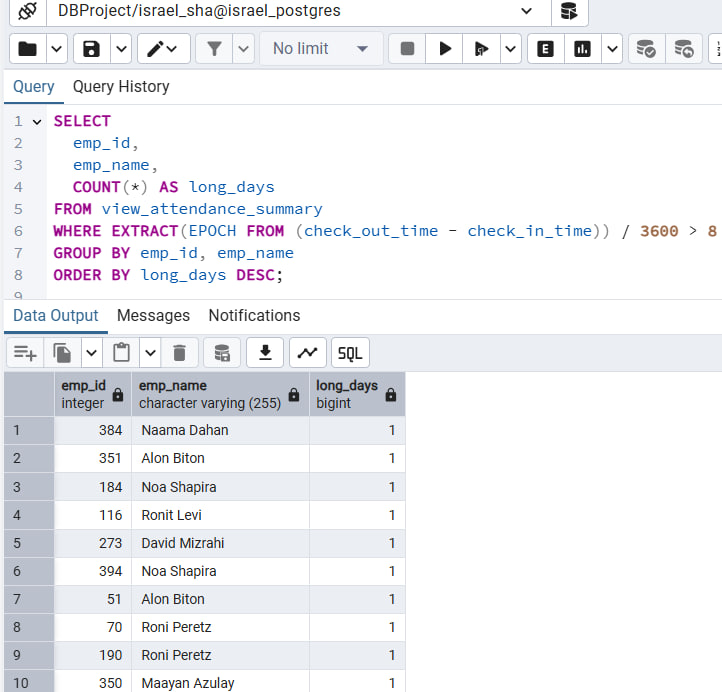 DBProject/israel_sha@israel_postgres
No limit
E
Query Query History
1 SELECT
2 emp_id,
3 emp_name,
4 COUNT(*) AS long_days
5 FROM view_attendance_summary
6 WHERE EXTRACT(EPOCH FROM (check_out_time - check_in_time)) / 3600 > 8
7 GROUP BY emp_id, emp_name
8 ORDER BY long_days DESC;
9
Data Output Messages Notifications
SQL
emp_id emp_name long_days
integer character varying (255) bigint
1 384 Naama Dahan 1
2 351 Alon Biton 1
3 184 Noa Shapira 1
4 116 Ronit Levi 1
5 273 David Mizrahi 1
6 394 Noa Shapira 1
7 51 Alon Biton 1
8 70 Roni Peretz 1
9 190 Roni Peretz 1
10 350 Maayan Azulay 1